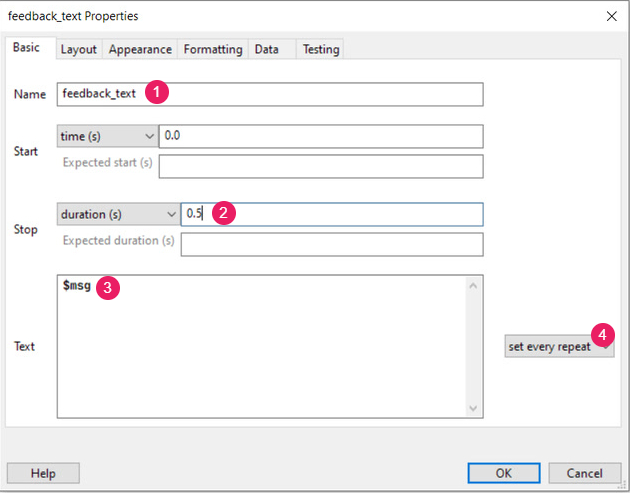 feedback_text Properties
Basic Layout Appearance Formatting Data Testing
Name feedback_text 1
Start time (s) 0.0
Expected start (s)
Stop duration (s) 0.5 2
Expected duration (s)
$msg 3
Text set every repeat 4
Help OK Cancel